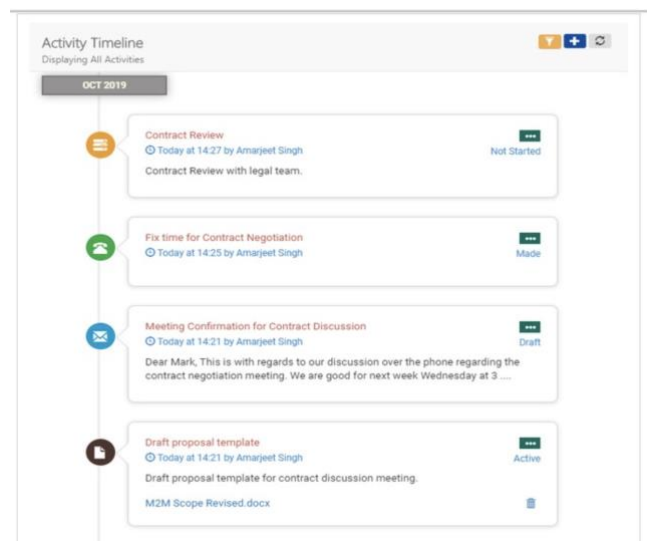 Activity Timeline
Displaying All Activities
OCT 2019
Contract Review
Today at 14:27 by Amarjeet Singh
Not Started
Contract Review with legal team.
Fix time for Contract Negotiation
Today at 14:25 by Amarjeet Singh
Made
Meeting Confirmation for Contract Discussion
Today at 14:21 by Amarjeet Singh
Draft
Dear Mark, This is with regards to our discussion over the phone regarding the
contract negotiation meeting. We are good for next week Wednesday at 3 ....
Draft proposal template
Today at 14:21 by Amarjeet Singh
Active
Draft proposal template for contract discussion meeting.
M2M Scope Revised.docx